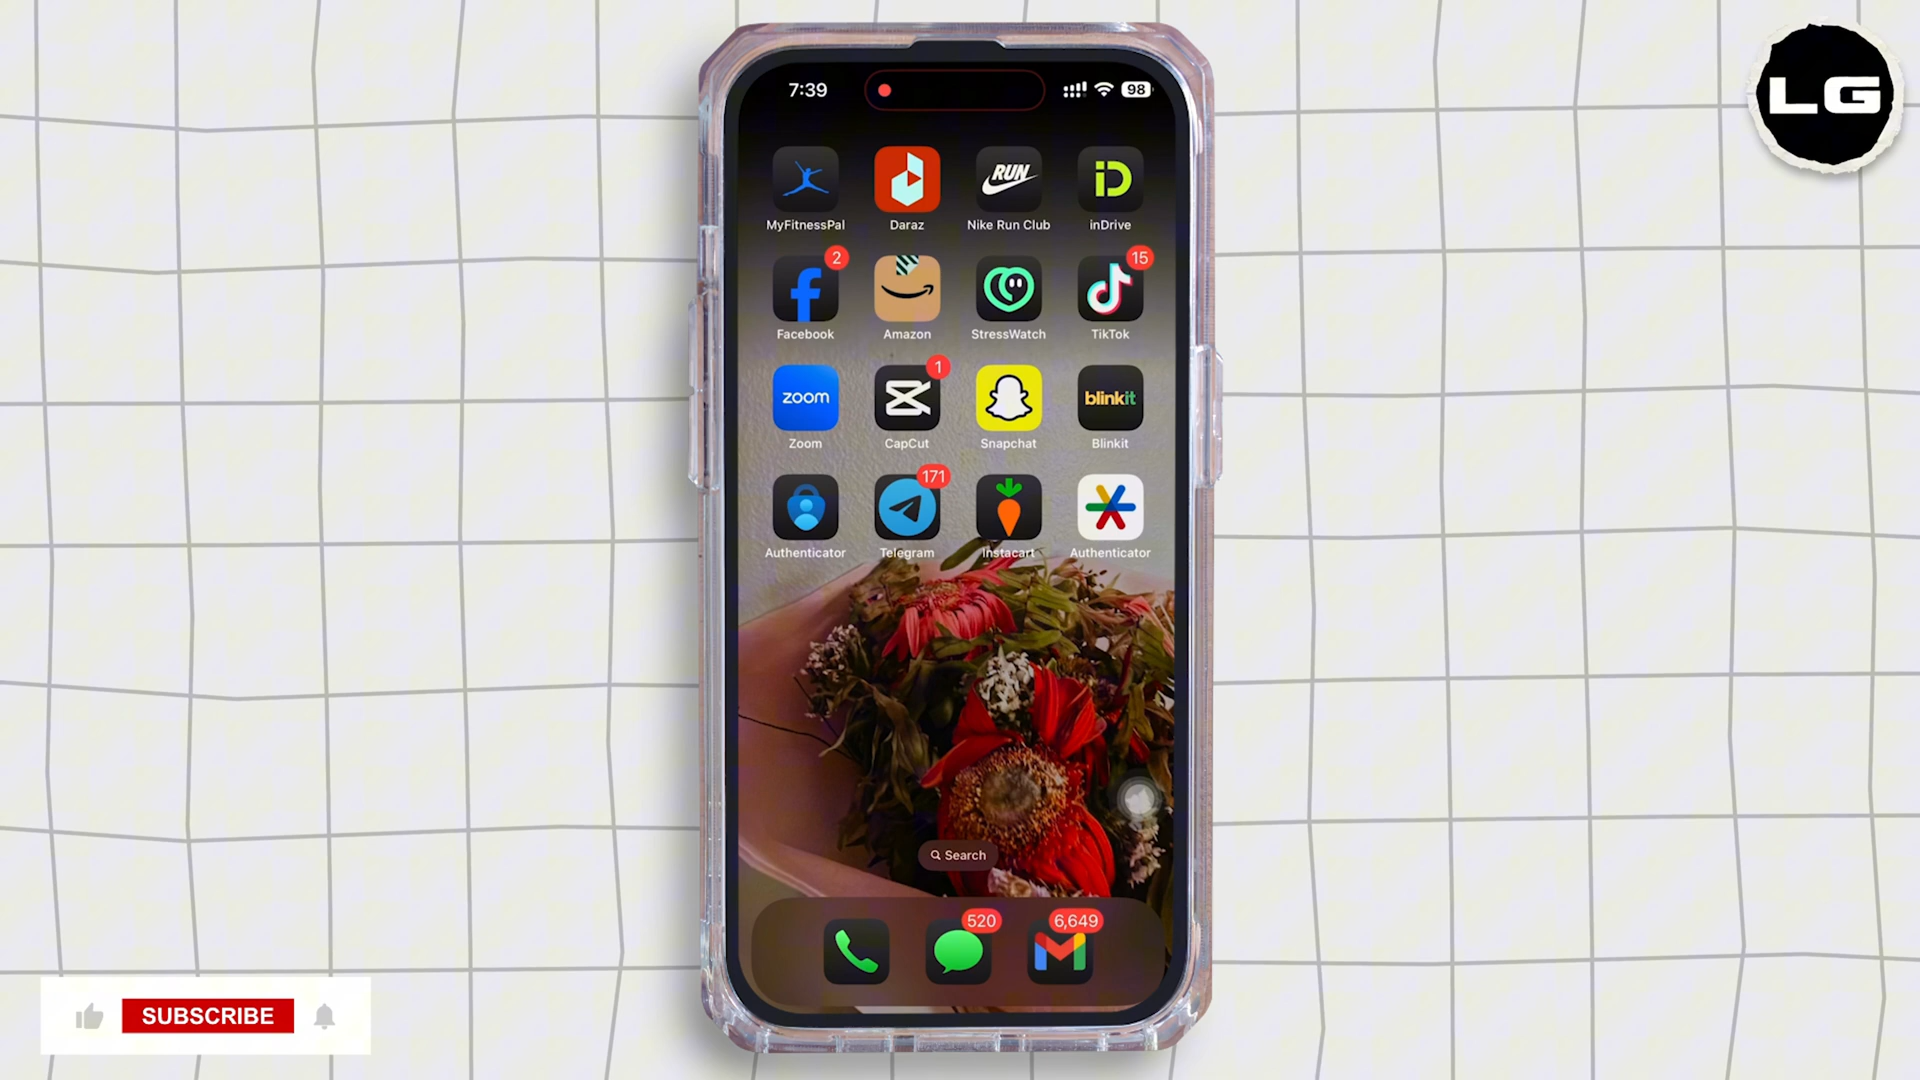 LG
7:39
98
RUN
iD
MyFitnessPal
Daraz
Nike Run Club
inDrive
2
15
Facebook
Amazon
StressWatch
TikTok
zoom
1
blinkit
Zoom
CapCut
Snapchat
Blinkit
171
Authenticator
Telegram
Instacart
Authenticator
Search
520
6,649
SUBSCRIBE